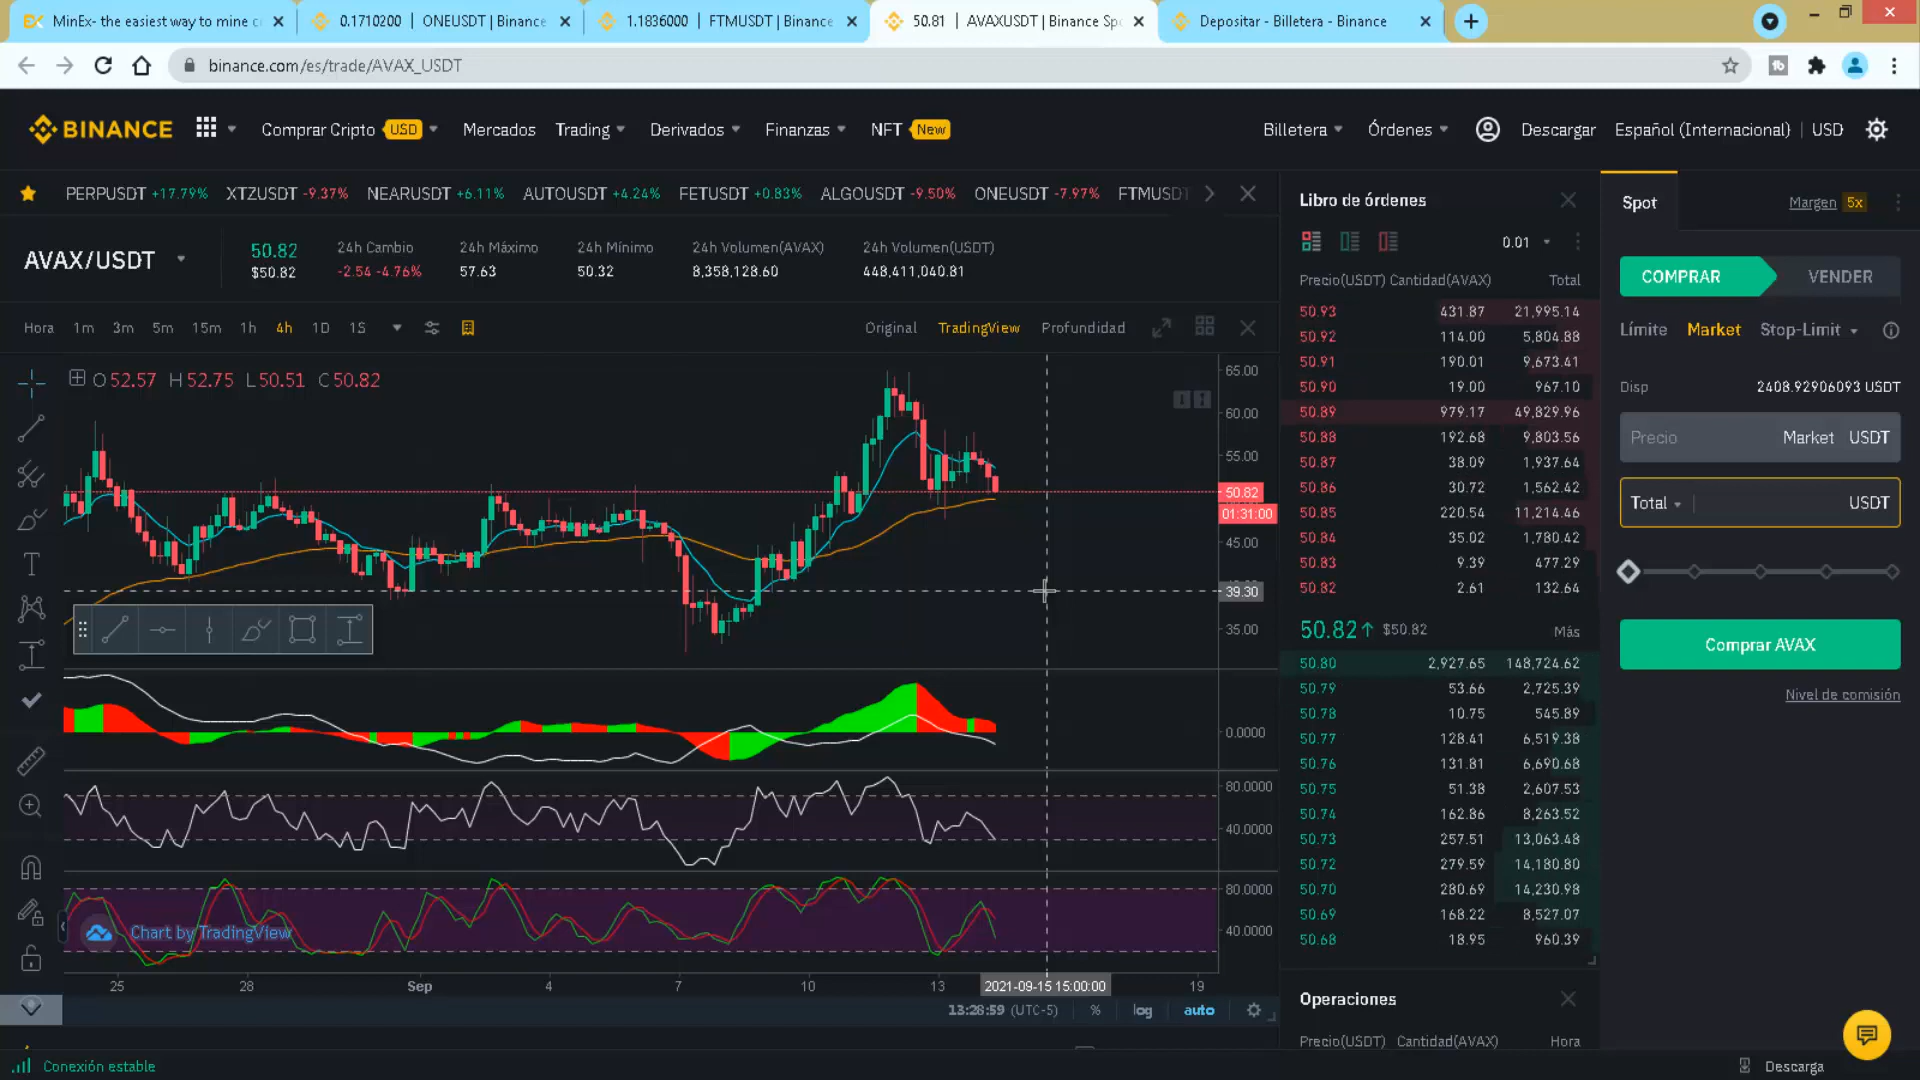 MinEx- the easiest way to mine c
0.1710200 | ONEUSDT | Binance
1.1836000 | FTMUSDT | Binance
50.81 | AVAXUSDT | Binance Spo
Depositar - Billetera - Binance
binance.com/es/trade/AVAX_USDT
BINANCE
Comprar Cripto USD
Mercados
Trading
Derivados
Finanzas
NFT New
Billetera
Órdenes
Descargar
Español (Internacional) | USD
PERPUSDT +17.79% XTZUSDT -9.37% NEARUSDT +6.11% AUTOUSDT +4.24% FETUSDT +0.83% ALGOUSDT -9.50% ONEUSDT -7.97% FTMUSDT
AVAX/USDT
50.82
$50.82
24h Cambio
-2.54 -4.76%
24h Máximo
57.63
24h Mínimo
50.32
24h Volumen(AVAX)
8,358,128.60
24h Volumen(USDT)
448,411,040.81
Hora 1m 3m 5m 15m 1h 4h 1D 1S
Original TradingView Profundidad
O52.57 H52.75 L50.51 C50.82
65.00
60.00
55.00
50.82
01:31:00
45.00
39.30
35.00
0.0000
80.0000
40.0000
80.0000
40.0000
Chart by TradingView
25 28 Sep 4 7 10 13 2021-09-15 15:00:00 19
13:28:59 (UTC-5) % log auto
Libro de órdenes
0.01
Precio(USDT) Cantidad(AVAX) Total
50.93 431.87 21,995.14
50.92 114.00 5,804.88
50.91 190.01 9,673.41
50.90 19.00 967.10
50.89 979.17 49,829.96
50.88 192.68 9,803.56
50.87 38.09 1,937.64
50.86 30.72 1,562.42
50.85 220.54 11,214.46
50.84 35.02 1,780.42
50.83 9.39 477.29
50.82 2.61 132.64
50.82↑ $50.82 Más
50.80 2,927.65 148,724.62
50.79 53.66 2,725.39
50.78 10.75 545.89
50.77 128.41 6,519.38
50.76 131.81 6,690.68
50.75 51.38 2,607.53
50.74 162.86 8,263.52
50.73 257.51 13,063.48
50.72 279.59 14,180.80
50.70 280.69 14,230.98
50.69 168.22 8,527.07
50.68 18.95 960.39
Operaciones
Precio(USDT) Cantidad(AVAX) Hora
Spot
Margen 5x
COMPRAR
VENDER
Límite Market Stop-Limit
Disp 2408.92906093 USDT
Precio Market USDT
Total USDT
Comprar AVAX
Nivel de comisión
Conexión estable
Descarga